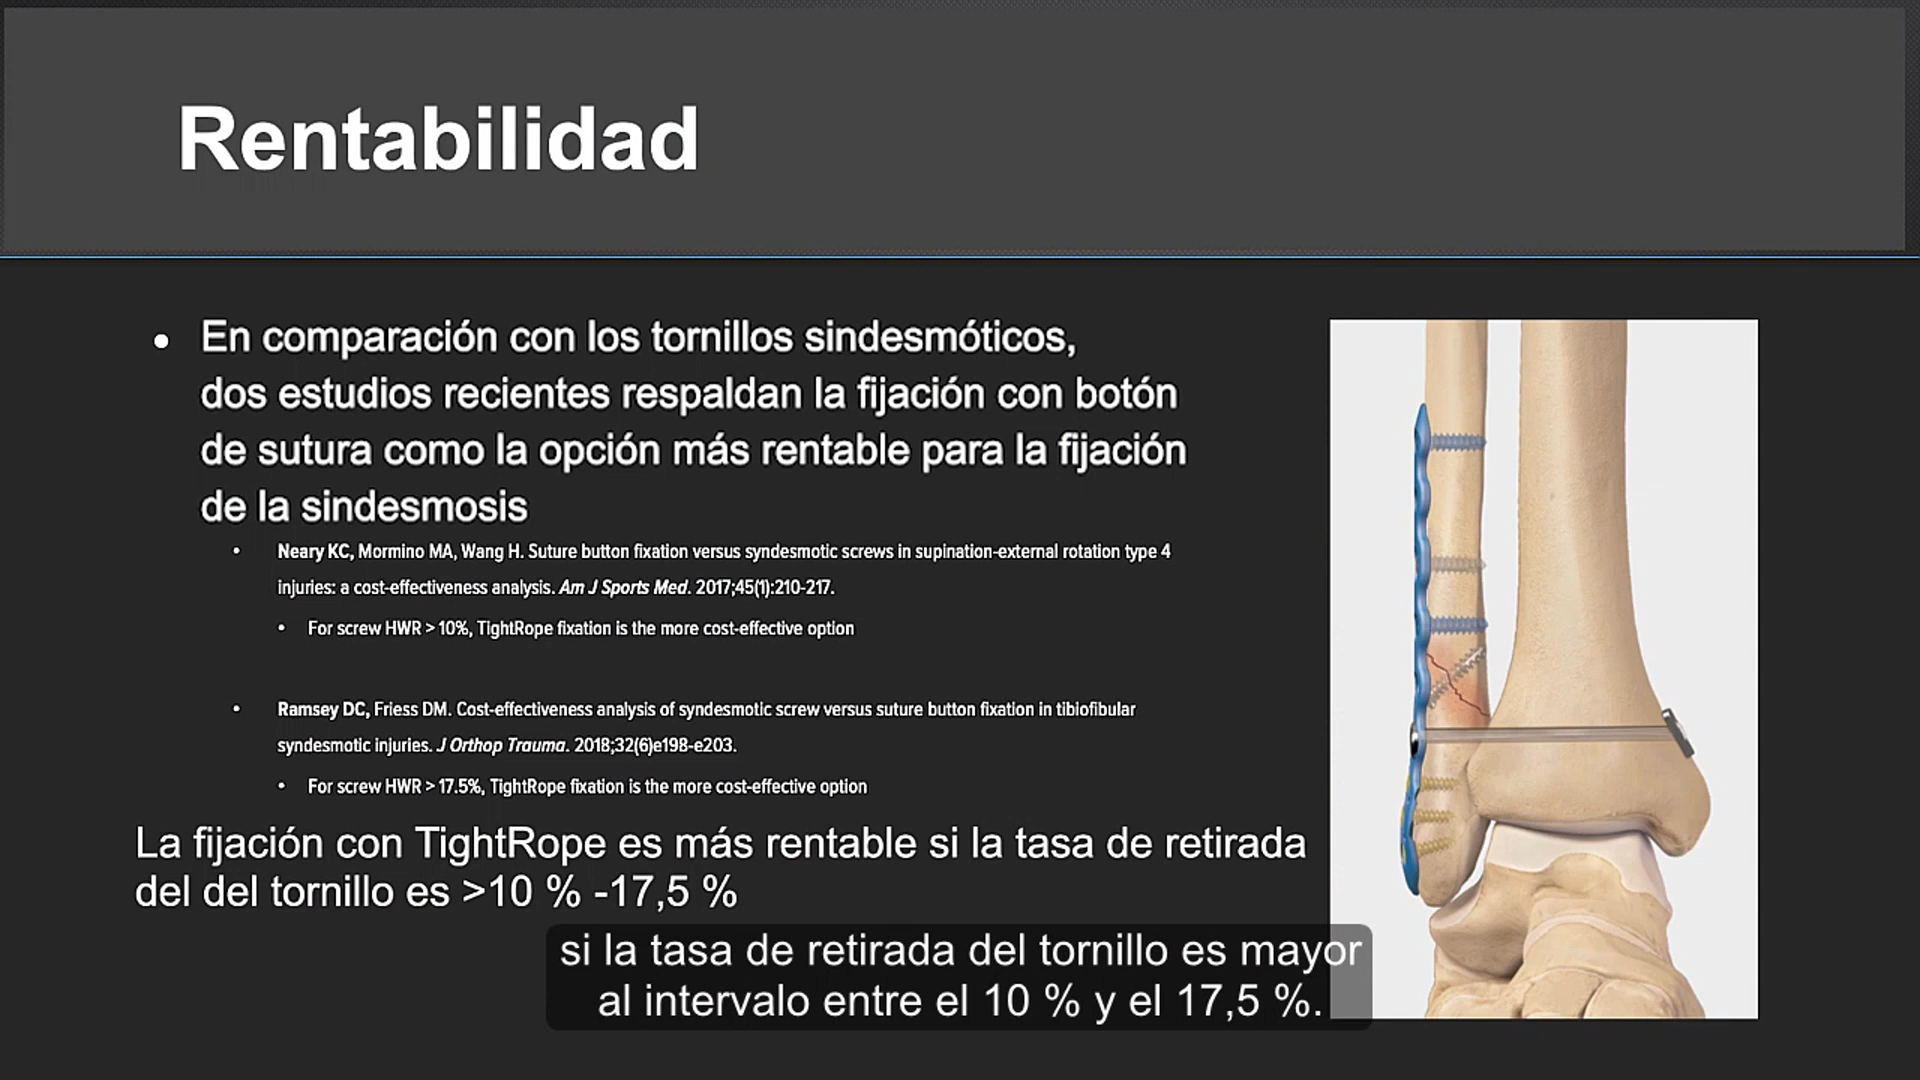 Rentabilidad
• En comparación con los tornillos sindesmóticos,
dos estudios recientes respaldan la fijación con botón
de sutura como la opción más rentable para la fijación
de la sindesmosis
• Neary KC, Mormino MA, Wang H. Suture button fixation versus syndesmotic screws in supination-external rotation type 4
injuries: a cost-effectiveness analysis. Am J Sports Med. 2017;45(1):210-217.
• For screw HWR > 10%, TightRope fixation is the more cost-effective option
• Ramsey DC, Friess DM. Cost-effectiveness analysis of syndesmotic screw versus suture button fixation in tibiofibular
syndesmotic injuries. J Orthop Trauma. 2018;32(6)e198-e203.
• For screw HWR > 17.5%, TightRope fixation is the more cost-effective option
La fijación con TightRope es más rentable si la tasa de retirada
del del tornillo es >10 % -17,5 %
si la tasa de retirada del tornillo es mayor
al intervalo entre el 10 % y el 17,5 %.